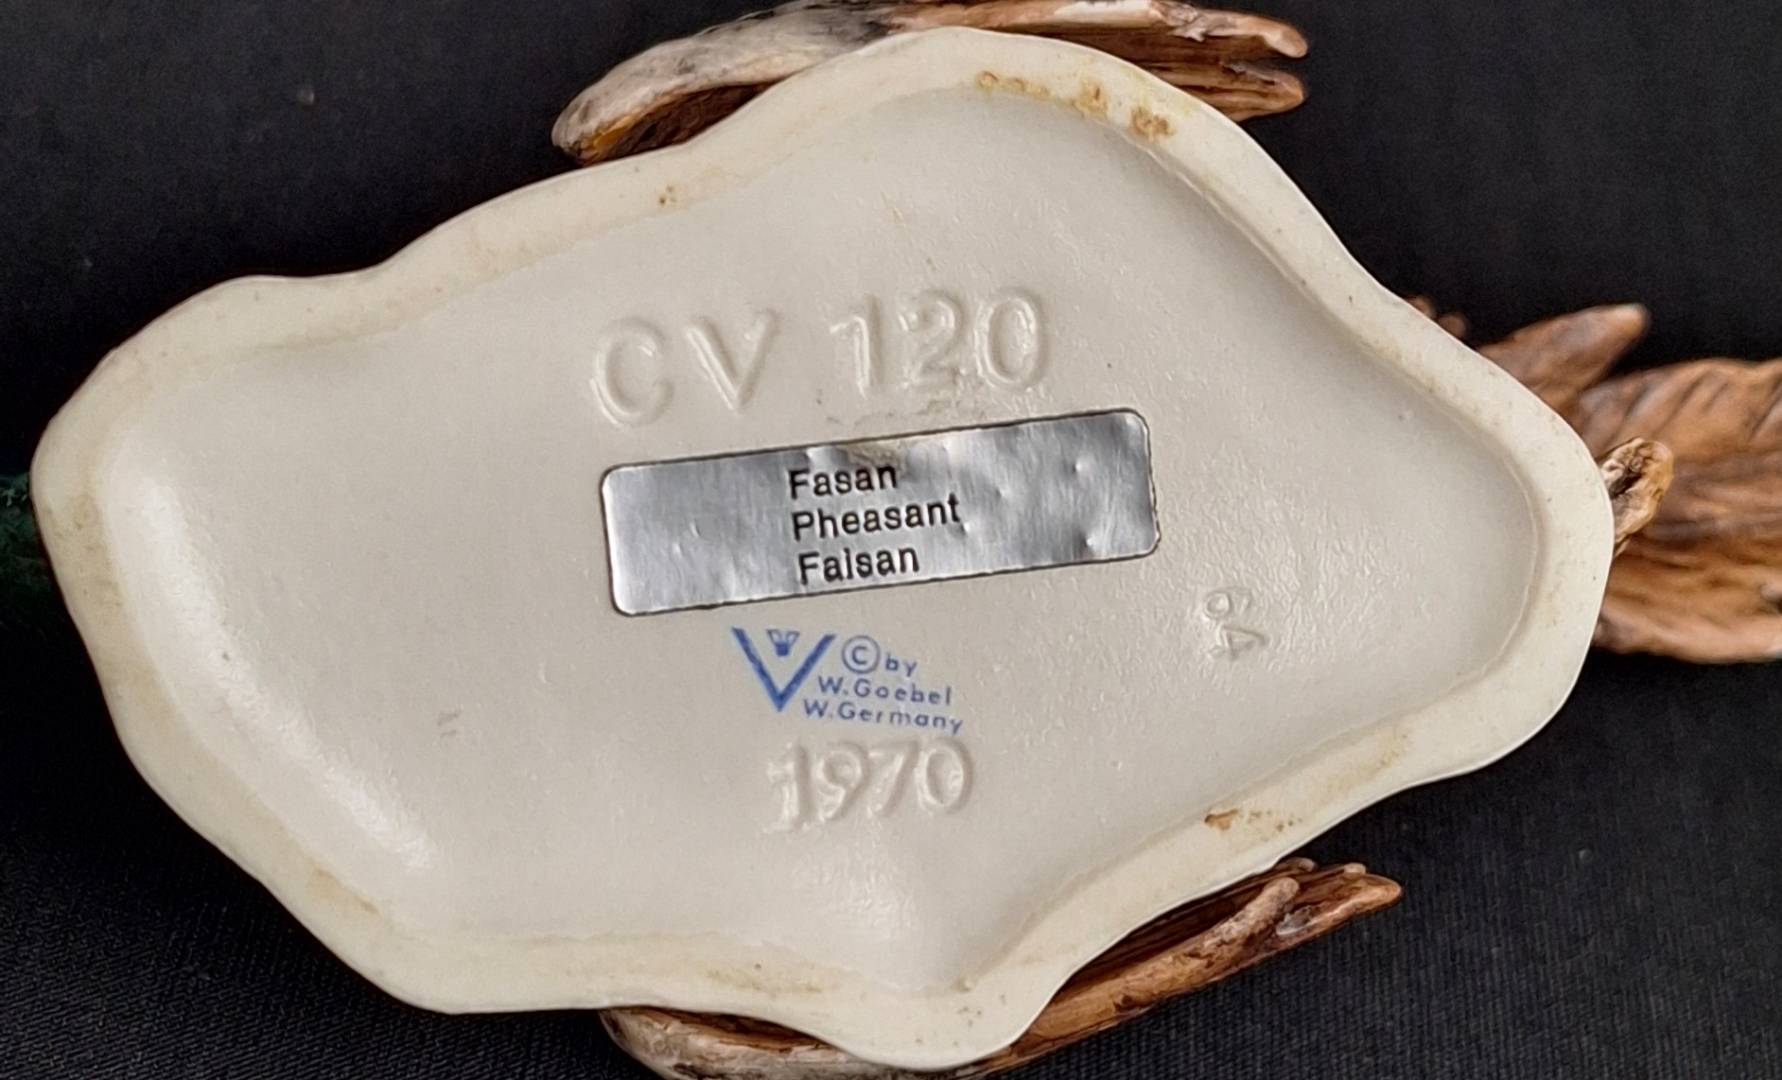 CV 120
Fasan
Pheasant
Faisan
64
© by
W. Goebel
W. Germany
1970